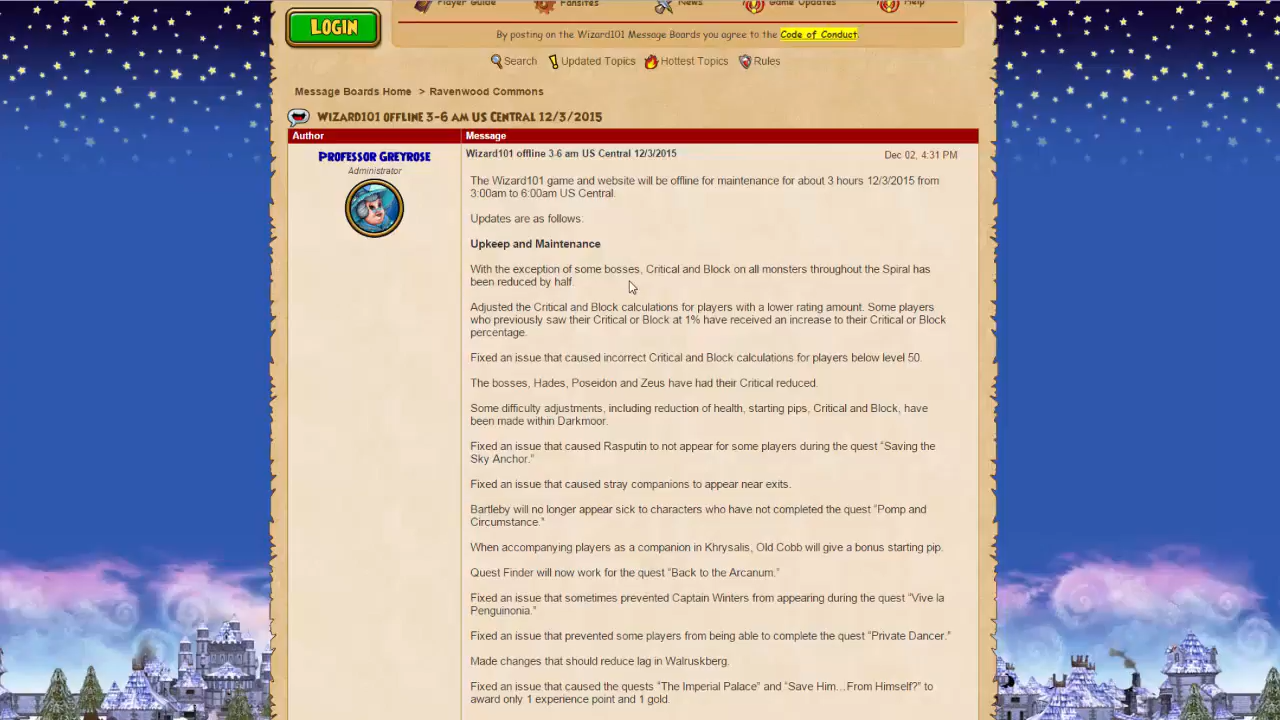 Player Guide Fansites News Game Updates Help
LOGIN
By posting on the Wizard101 Message Boards you agree to the Code of Conduct.
Search Updated Topics Hottest Topics Rules
Message Boards Home > Ravenwood Commons
WIZARD101 OFFLINE 3-6 AM US CENTRAL 12/3/2015
Author Message
PROFESSOR GREYROSE
Administrator
Wizard101 offline 3-6 am US Central 12/3/2015 Dec 02, 4:31 PM
The Wizard101 game and website will be offline for maintenance for about 3 hours 12/3/2015 from
3:00am to 6:00am US Central.
Updates are as follows:
Upkeep and Maintenance
With the exception of some bosses, Critical and Block on all monsters throughout the Spiral has
been reduced by half.
Adjusted the Critical and Block calculations for players with a lower rating amount. Some players
who previously saw their Critical or Block at 1% have received an increase to their Critical or Block
percentage.
Fixed an issue that caused incorrect Critical and Block calculations for players below level 50.
The bosses, Hades, Poseidon and Zeus have had their Critical reduced.
Some difficulty adjustments, including reduction of health, starting pips, Critical and Block, have
been made within Darkmoor.
Fixed an issue that caused Rasputin to not appear for some players during the quest “Saving the
Sky Anchor.”
Fixed an issue that caused stray companions to appear near exits.
Bartleby will no longer appear sick to characters who have not completed the quest “Pomp and
Circumstance.”
When accompanying players as a companion in Khrysalis, Old Cobb will give a bonus starting pip.
Quest Finder will now work for the quest “Back to the Arcanum.”
Fixed an issue that sometimes prevented Captain Winters from appearing during the quest “Vive la
Penguinonia.”
Fixed an issue that prevented some players from being able to complete the quest “Private Dancer.”
Made changes that should reduce lag in Walruskberg.
Fixed an issue that caused the quests “The Imperial Palace” and “Save Him…From Himself?” to
award only 1 experience point and 1 gold.